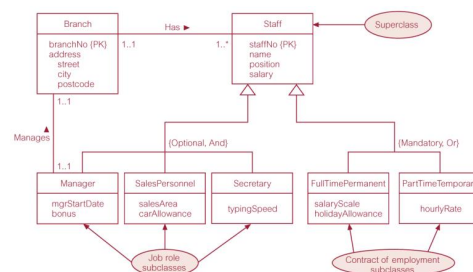 Branch
Has ►
Staff
Superclass
branchNo {PK}
address
street
city
postcode
1..1
1..*
staffNo {PK}
name
position
salary
1..1
Manages ▲
{Optional, And}
{Mandatory, Or}
1..1
Manager
SalesPersonnel
Secretary
FullTimePermanent
PartTimeTemporar
mgrStartDate
bonus
salesArea
carAllowance
typingSpeed
salaryScale
holidayAllowance
hourlyRate
Job role
subclasses
Contract of employment
subclasses